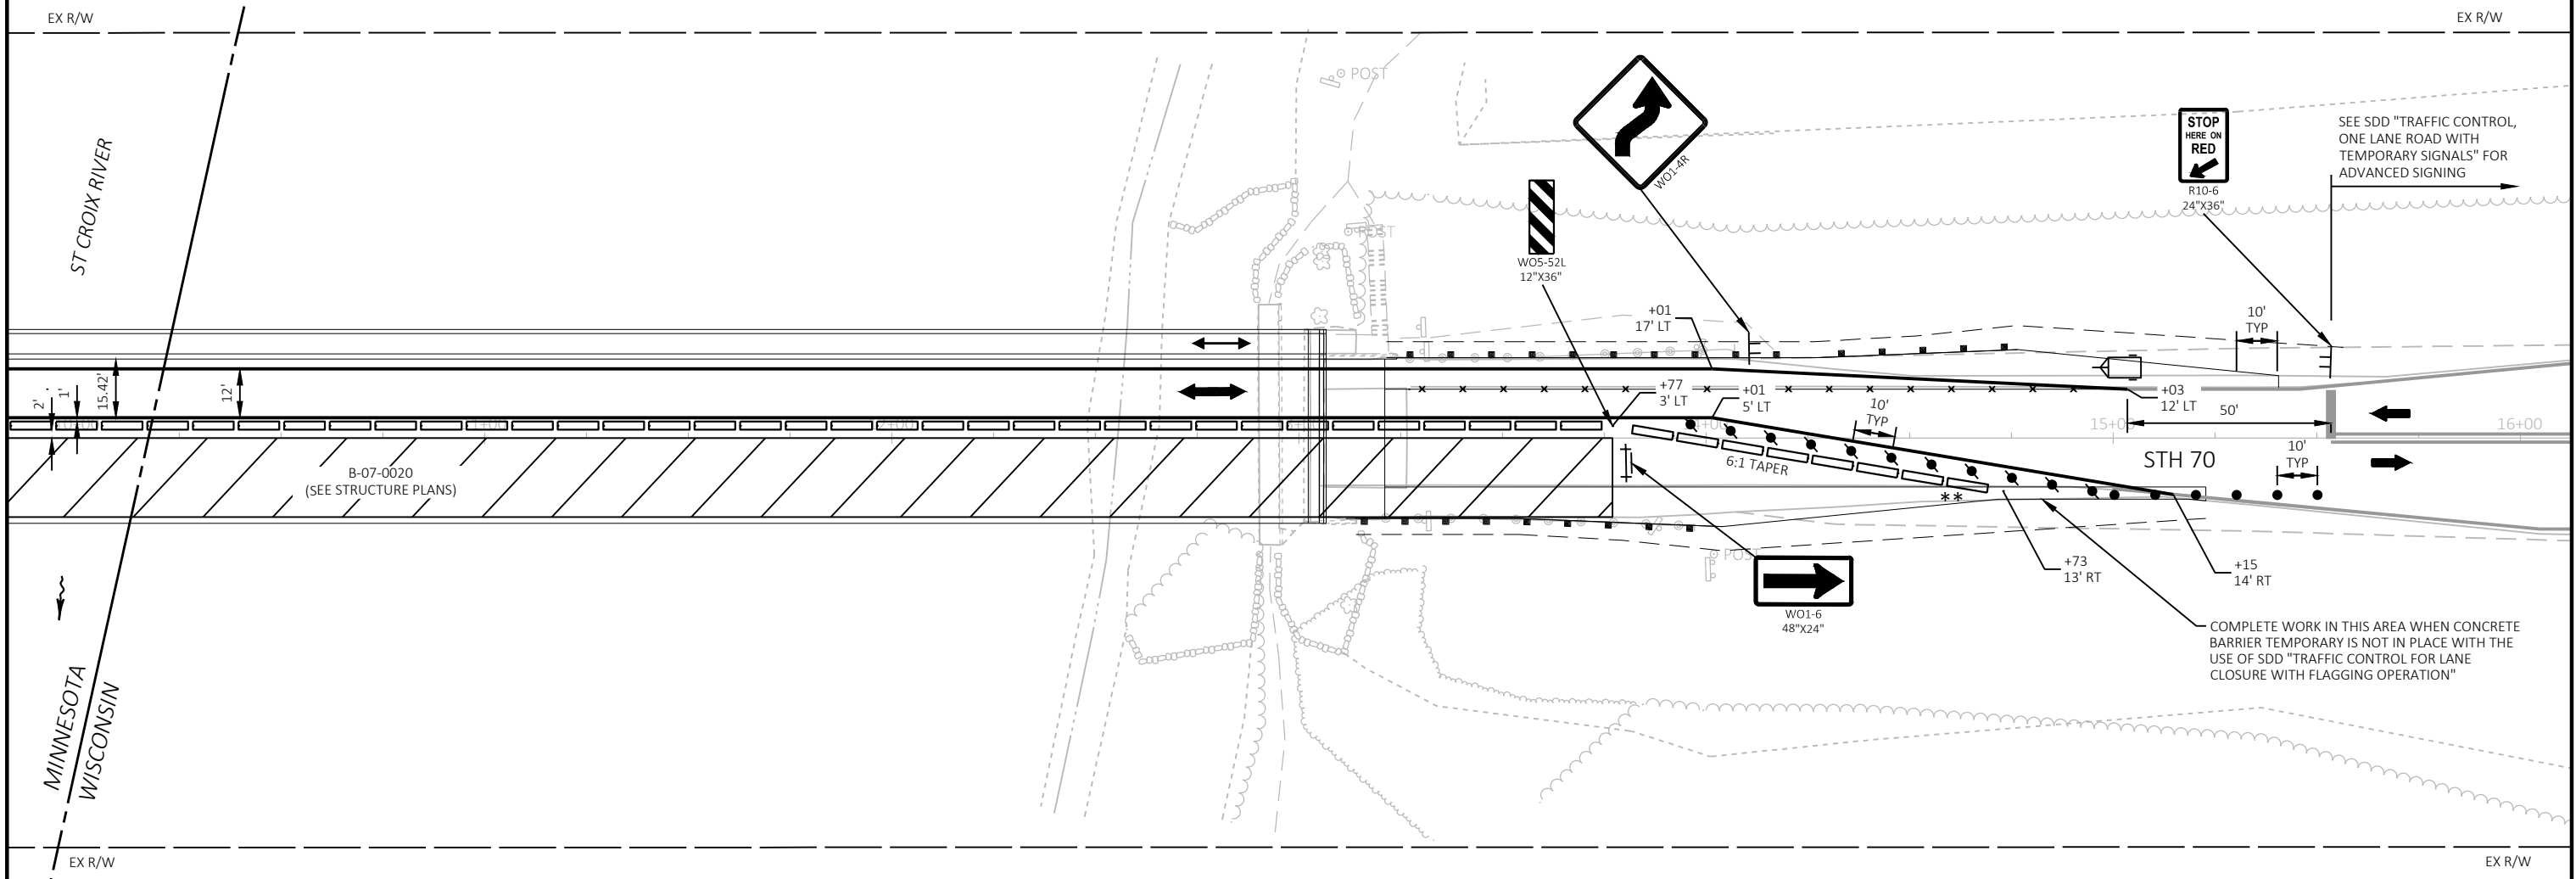 EX R/W
EX R/W
POST
ST CROIX RIVER
WO1-4R
STOP
HERE ON
RED
R10-6
24"X36"
SEE SDD "TRAFFIC CONTROL,
ONE LANE ROAD WITH
TEMPORARY SIGNALS" FOR
ADVANCED SIGNING
POST
WO5-52L
12"X36"
+01
17' LT
10'
TYP
2'
1'
15.42'
12'
+77
3' LT
+01
5' LT
10'
TYP
+03
12' LT
50'
14+00
15+00
16+00
6:1 TAPER
**
STH 70
10'
TYP
B-07-0020
(SEE STRUCTURE PLANS)
POST
WO1-6
48"X24"
+73
13' RT
+15
14' RT
COMPLETE WORK IN THIS AREA WHEN CONCRETE
BARRIER TEMPORARY IS NOT IN PLACE WITH THE
USE OF SDD "TRAFFIC CONTROL FOR LANE
CLOSURE WITH FLAGGING OPERATION"
MINNESOTA
WISCONSIN
EX R/W
EX R/W